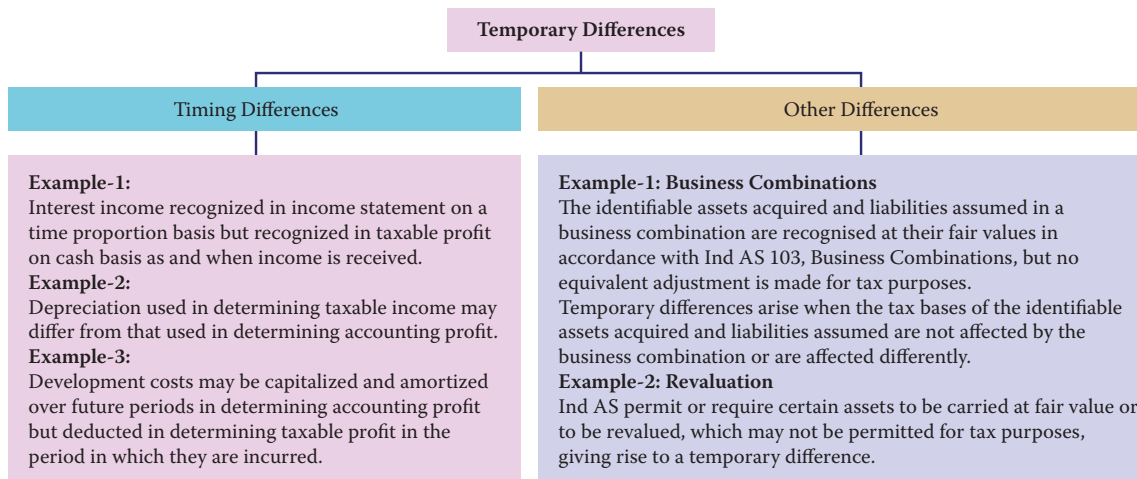 Temporary Differences
Timing Differences
Example-1:
Interest income recognized in income statement on a
time proportion basis but recognized in taxable profit
on cash basis as and when income is received.
Example-2:
Depreciation used in determining taxable income may
differ from that used in determining accounting profit.
Example-3:
Development costs may be capitalized and amortized
over future periods in determining accounting profit
but deducted in determining taxable profit in the
period in which they are incurred.
Other Differences
Example-1: Business Combinations
The identifiable assets acquired and liabilities assumed in a
business combination are recognised at their fair values in
accordance with Ind AS 103, Business Combinations, but no
equivalent adjustment is made for tax purposes.
Temporary differences arise when the tax bases of the identifiable
assets acquired and liabilities assumed are not affected by the
business combination or are affected differently.
Example-2: Revaluation
Ind AS permit or require certain assets to be carried at fair value or
to be revalued, which may not be permitted for tax purposes,
giving rise to a temporary difference.